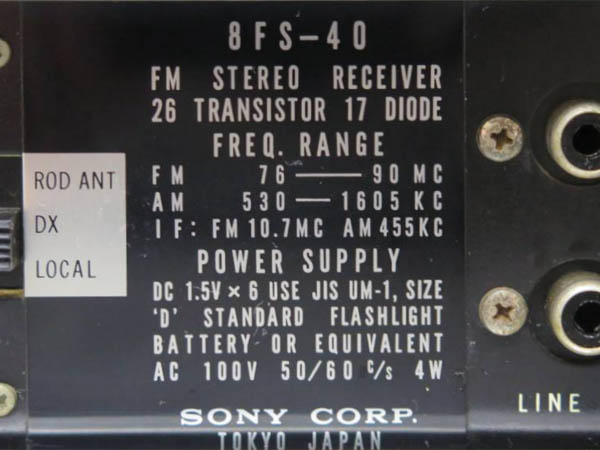 8FS-40
FM STEREO RECEIVER
26 TRANSISTOR 17 DIODE
FREQ. RANGE
FM 76 — 90 MC
AM 530 — 1605 KC
IF: FM 10.7MC AM 455KC
POWER SUPPLY
DC 1.5V × 6 USE JIS UM-1, SIZE
'D' STANDARD FLASHLIGHT
BATTERY OR EQUIVALENT
AC 100V 50/60 c/s 4W
SONY CORP.
TOKYO JAPAN
ROD ANT
DX
LOCAL
LINE